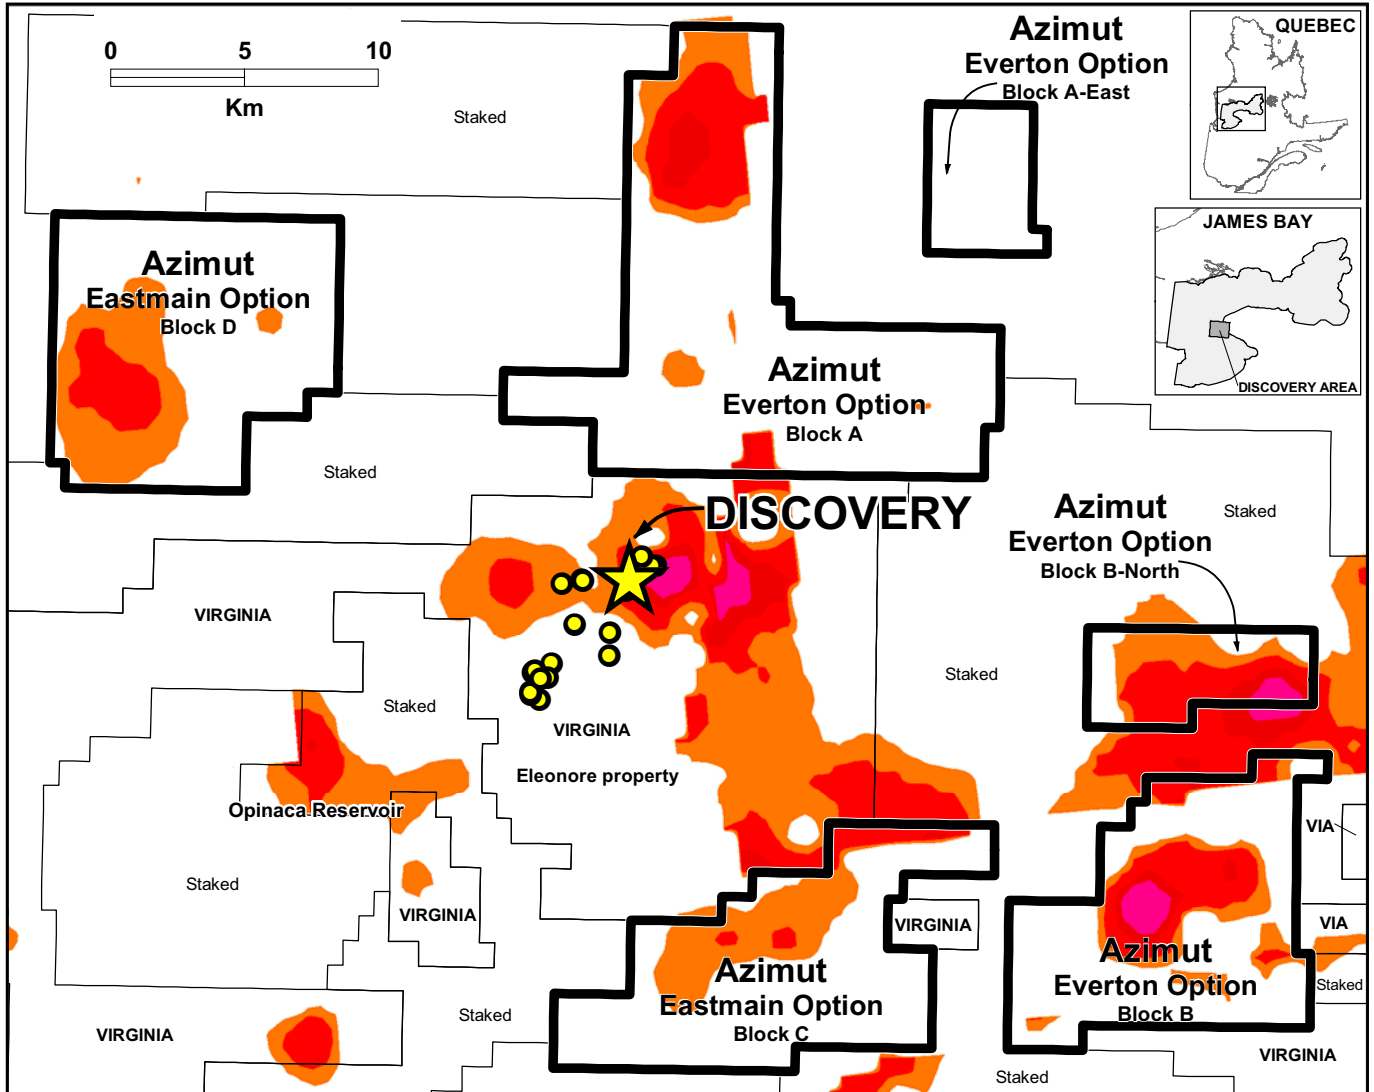 0 5 10
Km
Staked
Azimut
Everton Option
Block A-East
QUEBEC
JAMES BAY
DISCOVERY AREA
Azimut
Eastmain Option
Block D
Azimut
Everton Option
Block A
Staked
DISCOVERY
Azimut
Everton Option
Block B-North
Staked
VIRGINIA
Staked
Staked
VIRGINIA
Eleonore property
Opinaca Reservoir
VIA
Staked
VIRGINIA
VIRGINIA
VIA
Azimut
Eastmain Option
Block C
Azimut
Everton Option
Block B
Staked
Staked
VIRGINIA
VIRGINIA
Staked